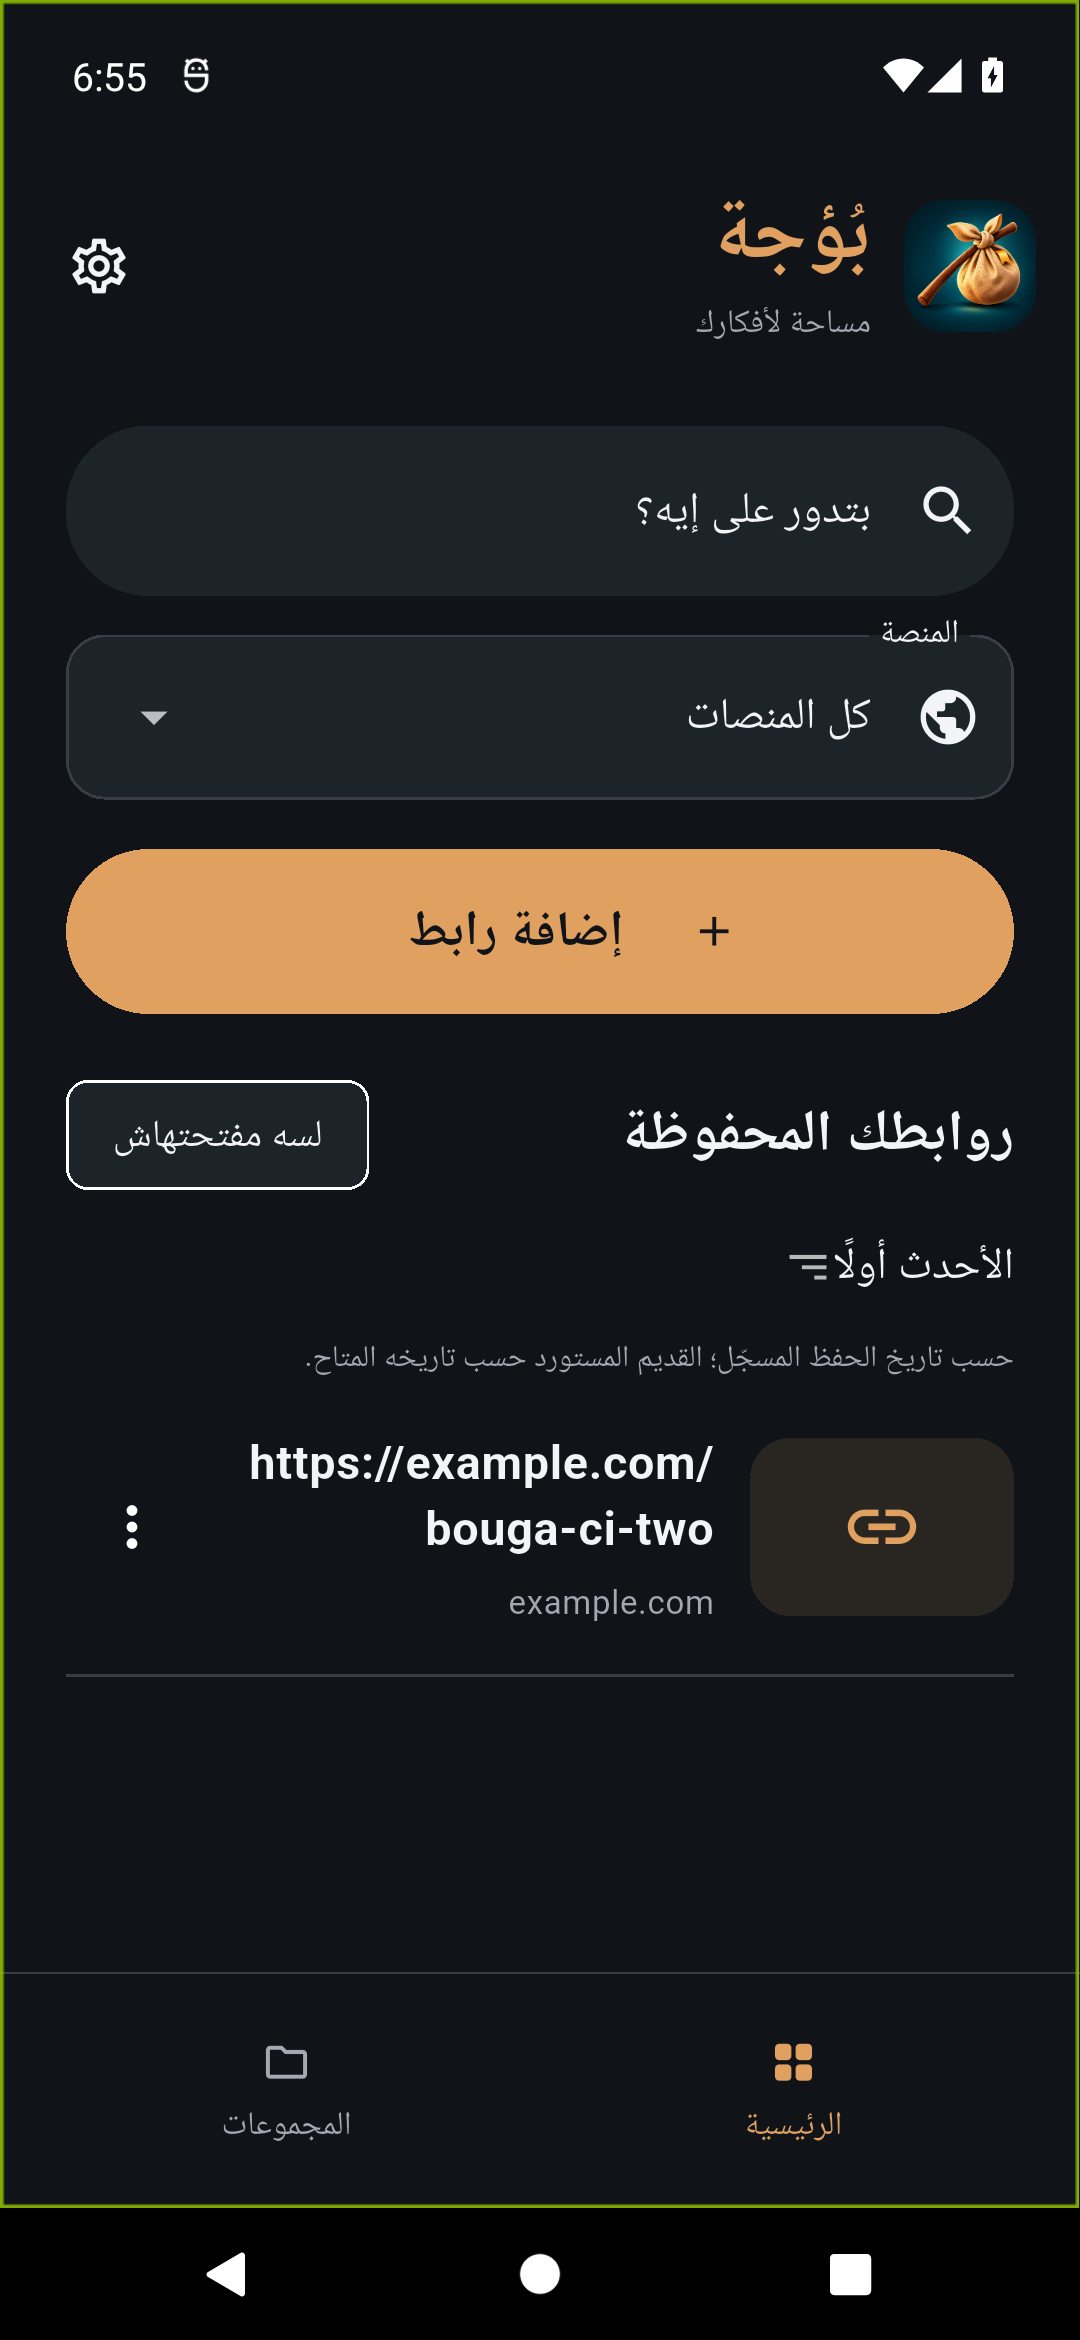 6:55
بُؤجة
مساحة لأفكارك
بتدور على إيه؟
المنصة
كل المنصات
+ إضافة رابط
روابطك المحفوظة
لسه مفتحتهاش
الأحدث أولًا
حسب تاريخ الحفظ المسجّل؛ القديم المستورد حسب تاريخه المتاح.
https://example.com/
bouga-ci-two
example.com
الرئيسية
المجموعات